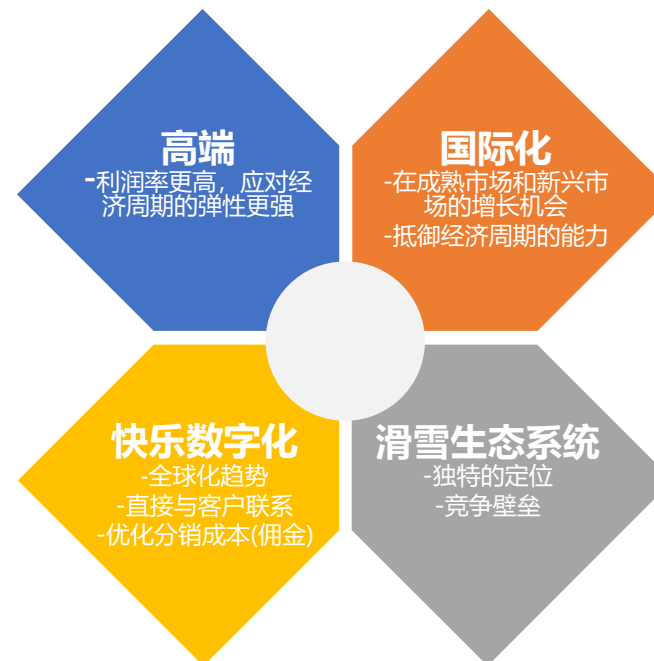 高端
-利润率更高，应对经
济周期的弹性更强
国际化
-在成熟市场和新兴市
场的增长机会
-抵御经济周期的能力
快乐数字化
-全球化趋势
-直接与客户联系
-优化分销成本(佣金)
滑雪生态系统
-独特的定位
-竞争壁垒